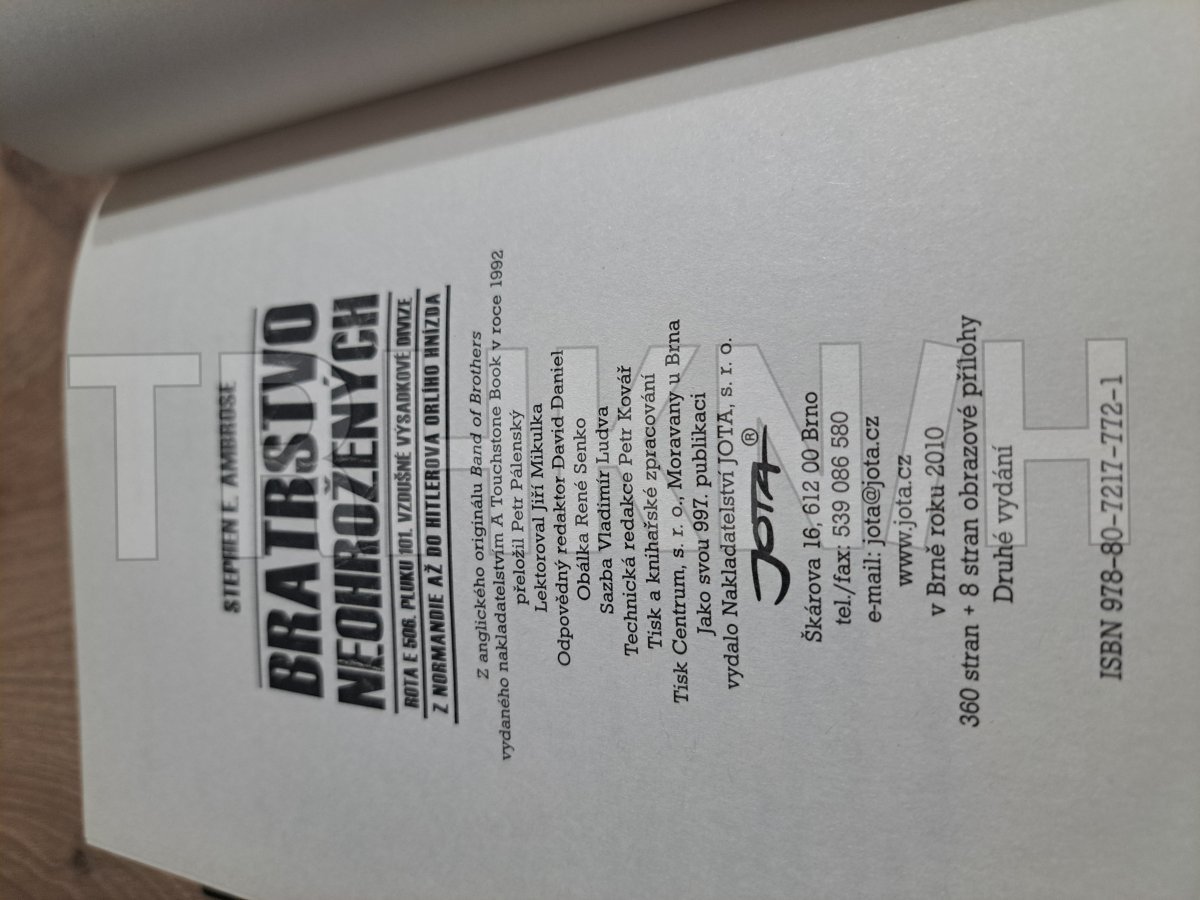 STEPHEN E. AMBROSE
BRATRSTVO
NEOHROŽENÝCH
ROTA E 506. PLUKU 101. VZDUŠNÉ VÝSADKOVÉ DIVIZE
Z NORMANDIE AŽ DO HITLEROVA ORLÍHO HNÍZDA
Z anglického originálu Band of Brothers
vydaného nakladatelstvím A Touchstone Book v roce 1992
přeložil Petr Pálenský
Lektoroval Jiří Mikulka
Odpovědný redaktor David Daniel
Obálka René Senko
Sazba Vladimír Ludva
Technická redakce Petr Kovář
Tisk a knihařské zpracování
Tisk Centrum, s. r. o., Moravany u Brna
Jako svou 997. publikaci
vydalo Nakladatelství JOTA, s. r. o.
JOTA®
Škárova 16, 612 00 Brno
tel./fax: 539 086 580
e-mail: jota@jota.cz
www.jota.cz
v Brně roku 2010
360 stran + 8 stran obrazové přílohy
Druhé vydání
ISBN 978-80-7217-772-1